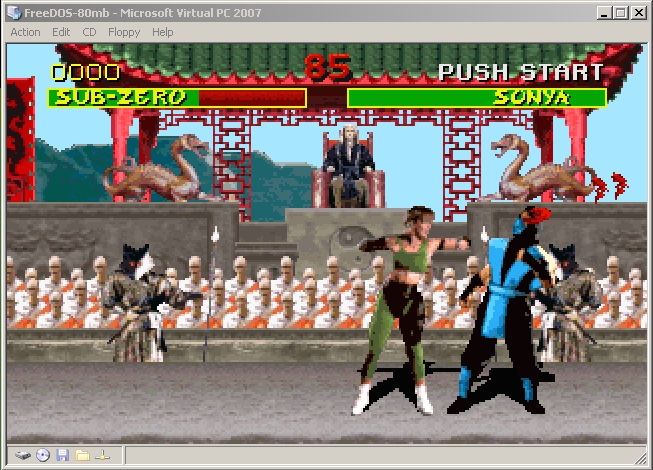 FreeDOS-80mb - Microsoft Virtual PC 2007
Action Edit CD Floppy Help
0000 85 PUSH START
SUB-ZERO SONYA